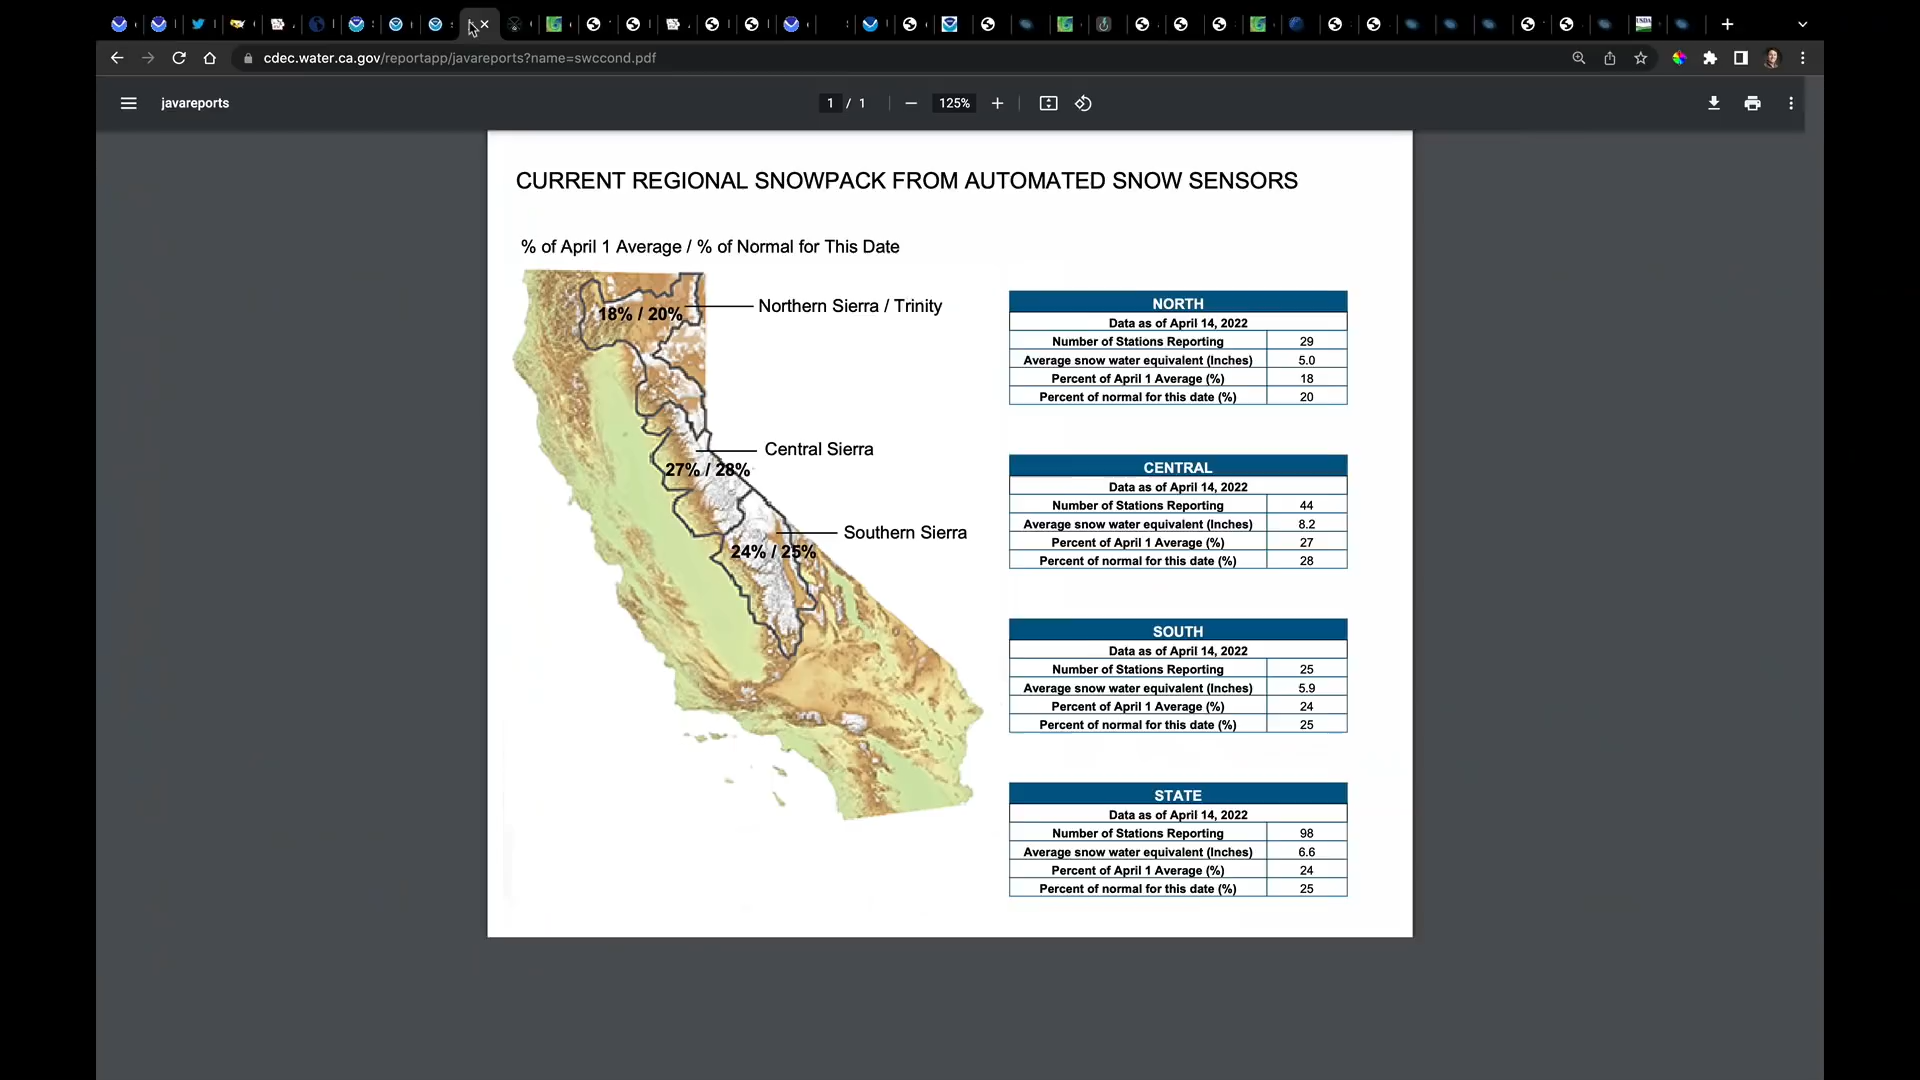 cdec.water.ca.gov/reportapp/javareports?name=swccond.pdf
javareports
1 / 1
125%
CURRENT REGIONAL SNOWPACK FROM AUTOMATED SNOW SENSORS
% of April 1 Average / % of Normal for This Date
18% / 20%
Northern Sierra / Trinity
Central Sierra
27% / 28%
Southern Sierra
24% / 25%
NORTH
Data as of April 14, 2022
Number of Stations Reporting 29
Average snow water equivalent (Inches) 5.0
Percent of April 1 Average (%) 18
Percent of normal for this date (%) 20
CENTRAL
Data as of April 14, 2022
Number of Stations Reporting 44
Average snow water equivalent (Inches) 8.2
Percent of April 1 Average (%) 27
Percent of normal for this date (%) 28
SOUTH
Data as of April 14, 2022
Number of Stations Reporting 25
Average snow water equivalent (Inches) 5.9
Percent of April 1 Average (%) 24
Percent of normal for this date (%) 25
STATE
Data as of April 14, 2022
Number of Stations Reporting 98
Average snow water equivalent (Inches) 6.6
Percent of April 1 Average (%) 24
Percent of normal for this date (%) 25